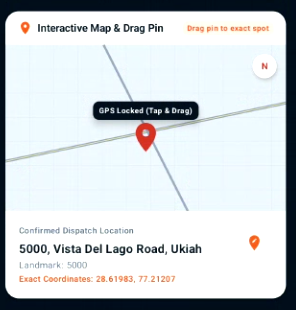 Interactive Map & Drag Pin
Drag pin to exact spot
N
GPS Locked (Tap & Drag)
Confirmed Dispatch Location
5000, Vista Del Lago Road, Ukiah
Landmark: 5000
Exact Coordinates: 28.61983, 77.21207